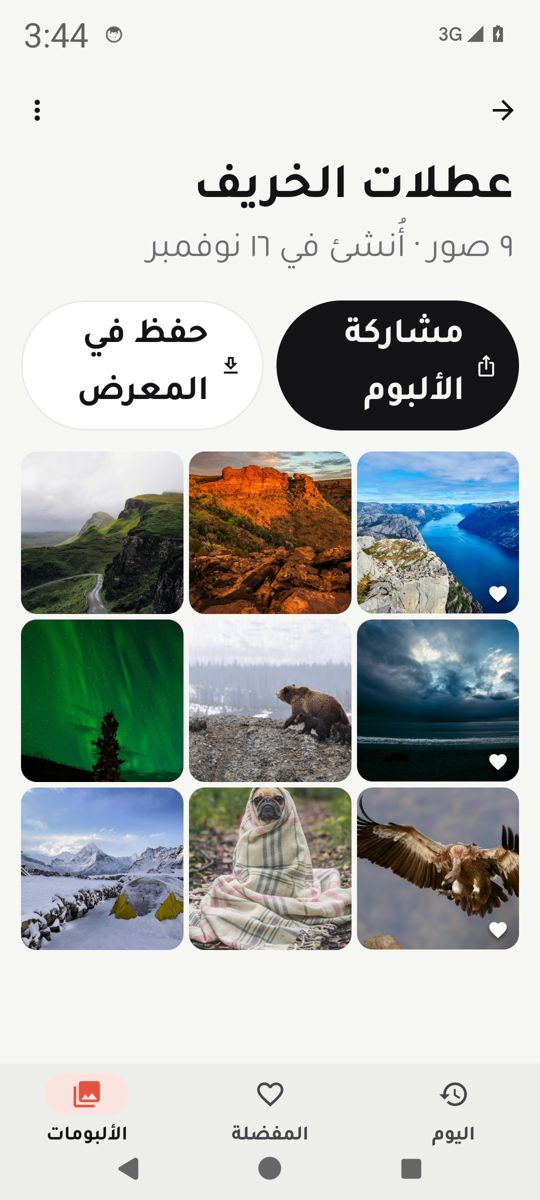 3:44
3G
عطلات الخريف
٩ صور · أُنشئ في ١٦ نوفمبر
مشاركة
الألبوم
حفظ في
المعرض
اليوم
المفضلة
الألبومات